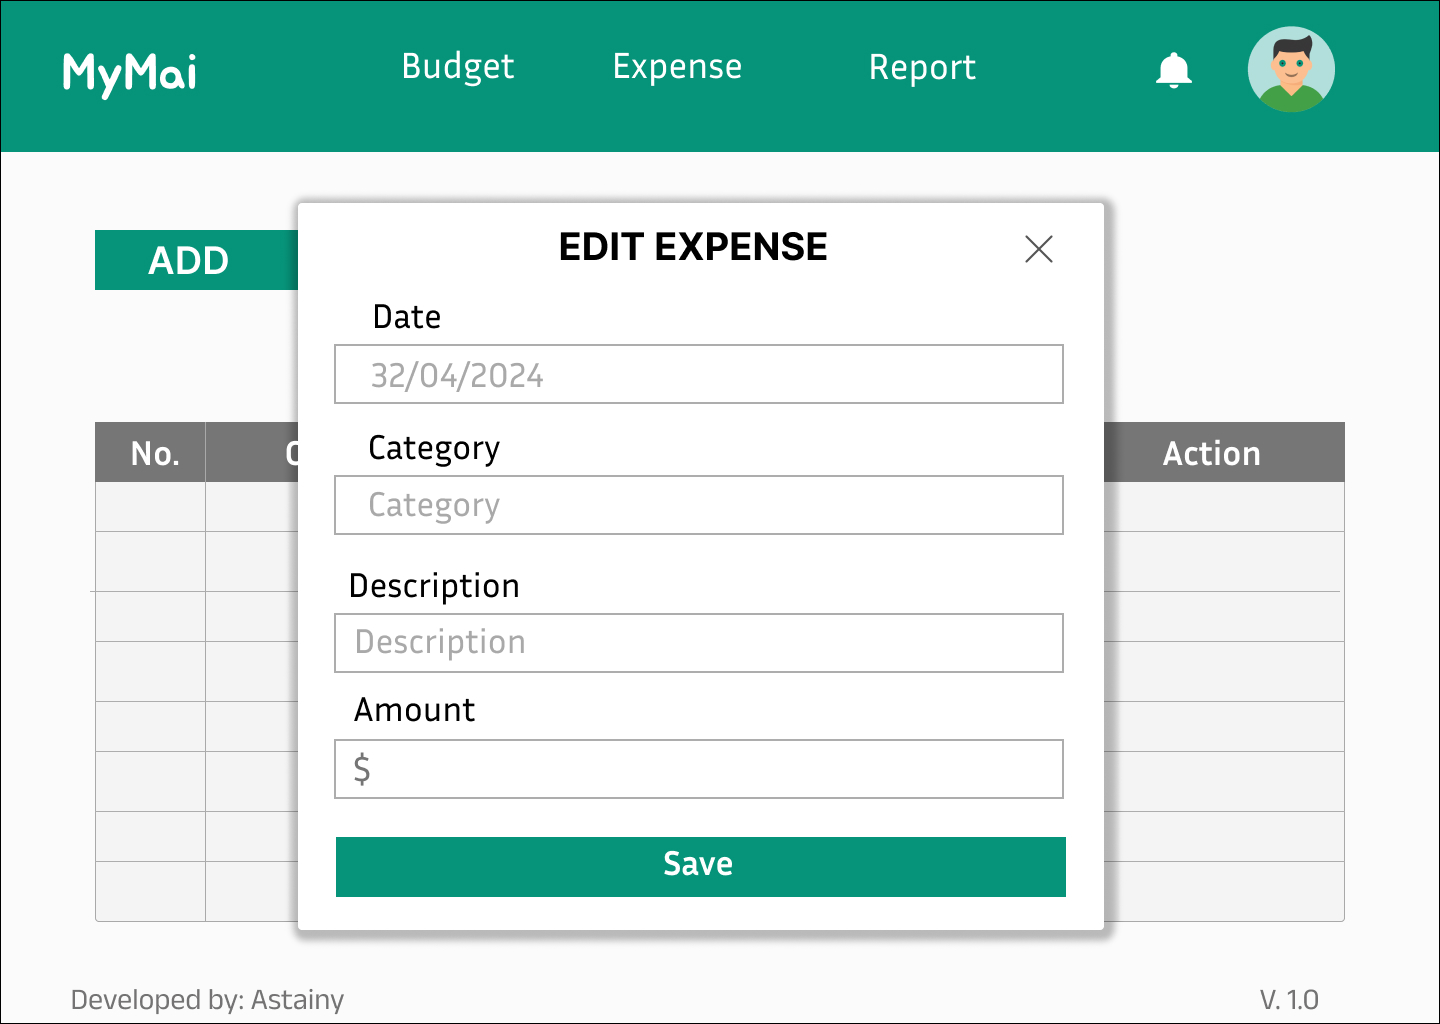 MyMai
Budget
Expense
Report
ADD
EDIT EXPENSE
Date
32/04/2024
Category
Category
Description
Description
Amount
$
Save
No.
Action
Developed by: Astainy
V. 1.0